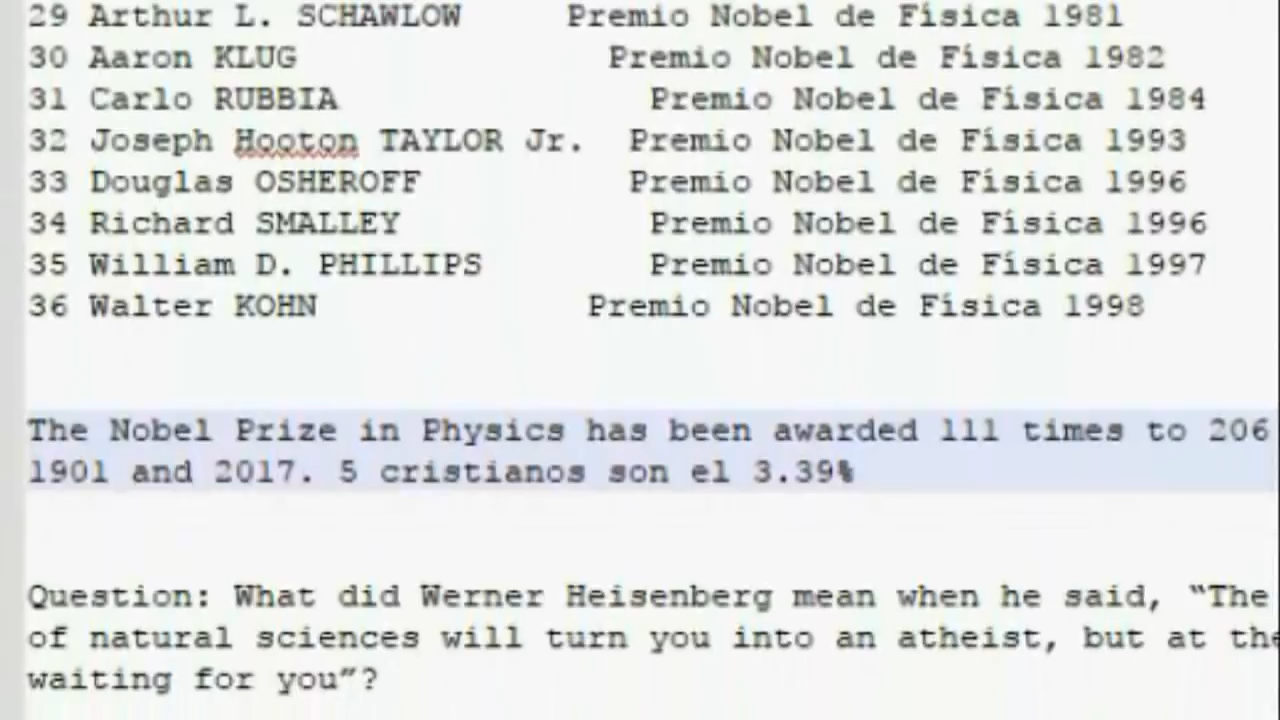 29 Arthur L. SCHAWLOW Premio Nobel de Física 1981
30 Aaron KLUG Premio Nobel de Física 1982
31 Carlo RUBBIA Premio Nobel de Física 1984
32 Joseph Hooton TAYLOR Jr. Premio Nobel de Física 1993
33 Douglas OSHEROFF Premio Nobel de Física 1996
34 Richard SMALLEY Premio Nobel de Física 1996
35 William D. PHILLIPS Premio Nobel de Física 1997
36 Walter KOHN Premio Nobel de Física 1998
The Nobel Prize in Physics has been awarded 111 times to 206
1901 and 2017. 5 cristianos son el 3.39%
Question: What did Werner Heisenberg mean when he said, “The
of natural sciences will turn you into an atheist, but at the
waiting for you”?